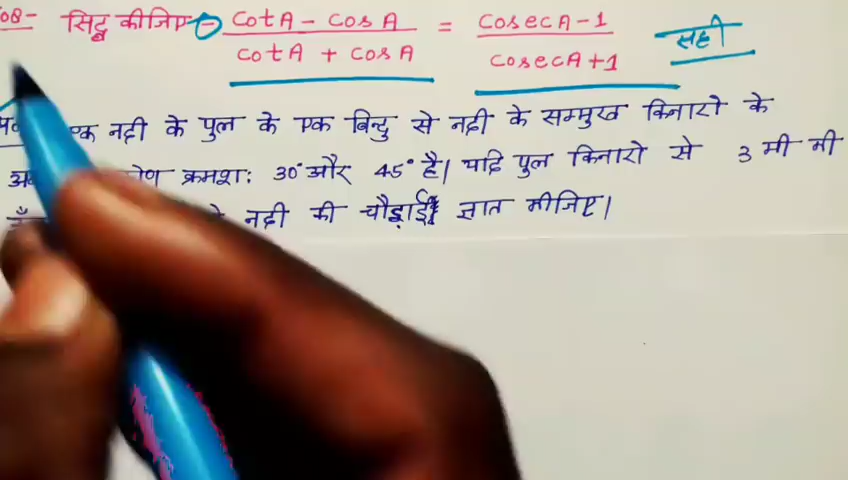 सिद्ध कीजिए - CotA - cosA / cotA + cosA = cosecA - 1 / cosecA + 1 सही
एक नदी के पुल के एक बिन्दु से नदी के सम्मुख किनारो के
क्रमशः 30° और 45° है। यदि पुल किनारो से 3 मी की
नदी की चौड़ाई ज्ञात कीजिए।